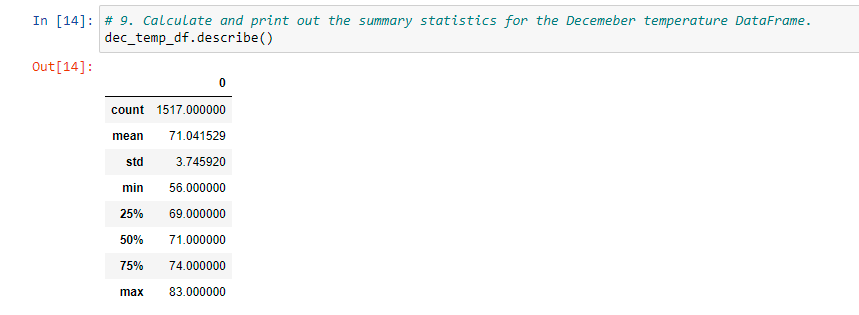 In [14]: # 9. Calculate and print out the summary statistics for the Decemeber temperature DataFrame.
dec_temp_df.describe()
Out[14]:
0
count 1517.000000
mean 71.041529
std 3.745920
min 56.000000
25% 69.000000
50% 71.000000
75% 74.000000
max 83.000000